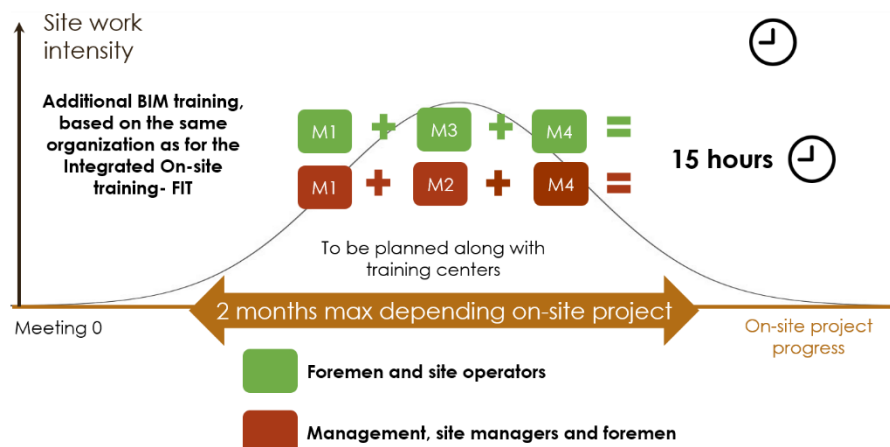 Site work
intensity
Additional BIM training,
based on the same
organization as for the
Integrated On-site
training- FIT
M1 + M3 + M4 =
M1 + M2 + M4 =
15 hours
To be planned along with
training centers
2 months max depending on-site project
Meeting 0
On-site project
progress
Foremen and site operators
Management, site managers and foremen